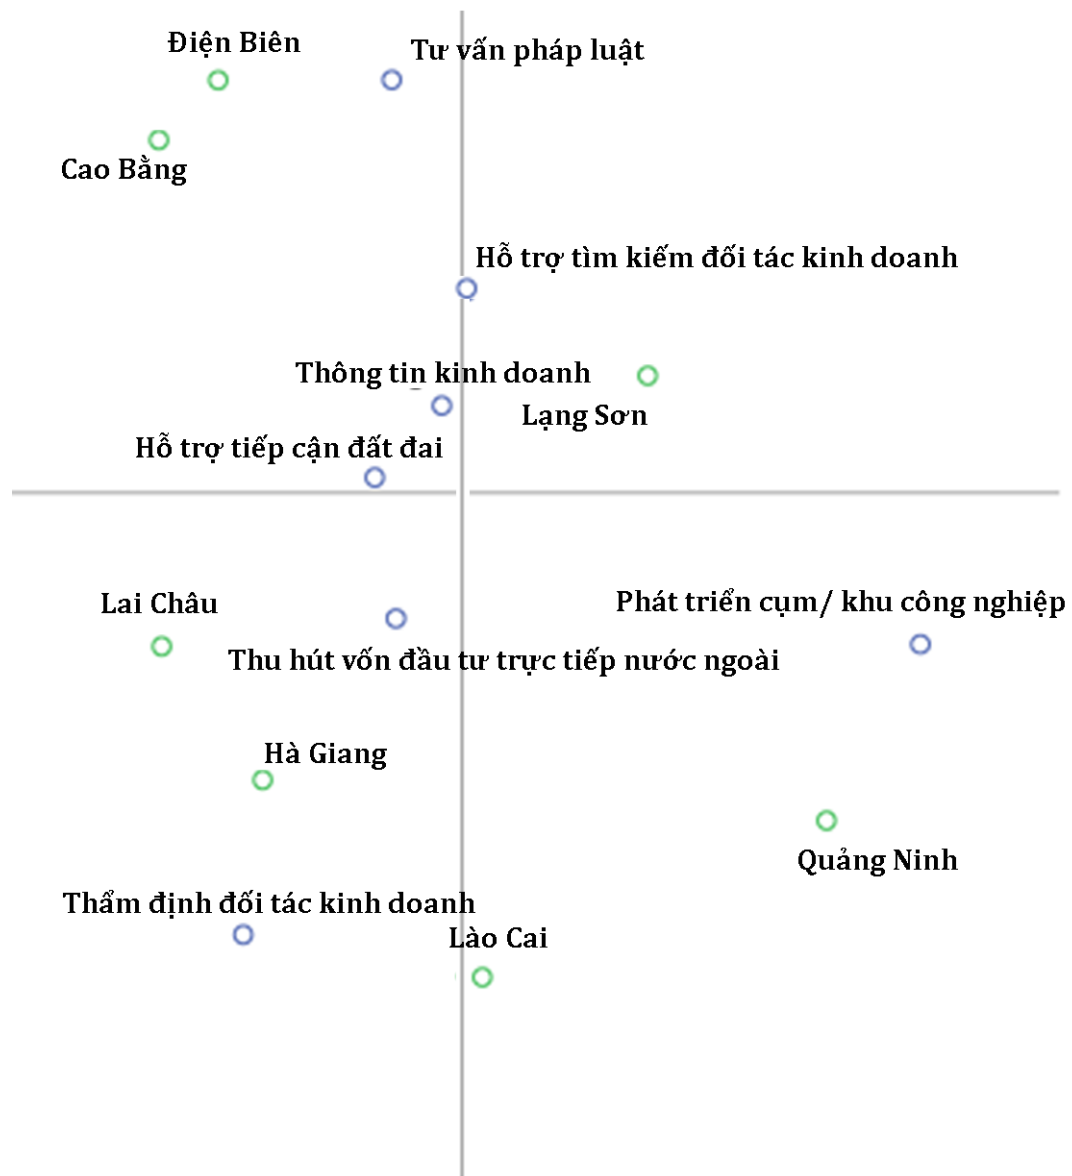 Điện Biên
Tư vấn pháp luật
Cao Bằng
Hỗ trợ tìm kiếm đối tác kinh doanh
Thông tin kinh doanh
Lạng Sơn
Hỗ trợ tiếp cận đất đai
Lai Châu
Phát triển cụm/ khu công nghiệp
Thu hút vốn đầu tư trực tiếp nước ngoài
Hà Giang
Quảng Ninh
Thẩm định đối tác kinh doanh
Lào Cai